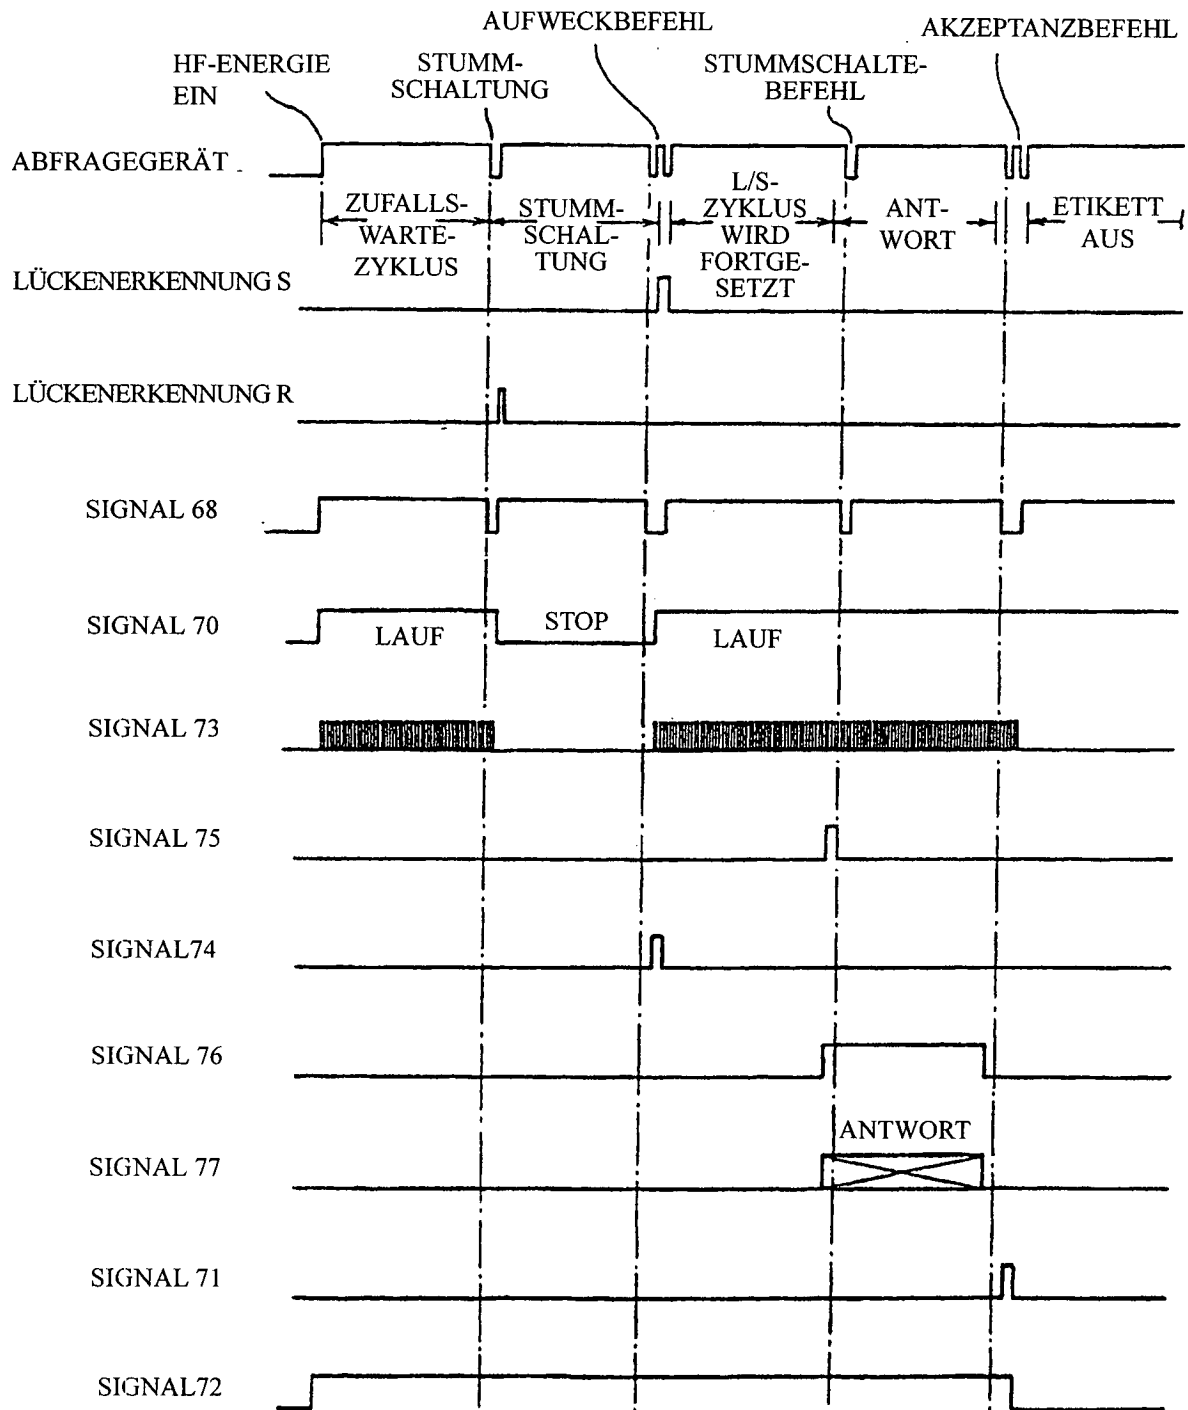 AUFWECKBEFEHL
AKZEPTANZBEFEHL
HF-ENERGIE
EIN
STUMM-
SCHALTUNG
STUMMSCHALTE-
BEFEHL
ABFRAGEGERÄT
ZUFALLS-
WARTE-
ZYKLUS
STUMM-
SCHAL-
TUNG
L/S-
ZYKLUS
WIRD
FORTGE-
SETZT
ANT-
WORT
ETIKETT
AUS
LÜCKENERKENNUNG S
LÜCKENERKENNUNG R
SIGNAL 68
SIGNAL 70
LAUF
STOP
LAUF
SIGNAL 73
SIGNAL 75
SIGNAL74
SIGNAL 76
ANTWORT
SIGNAL 77
SIGNAL 71
SIGNAL72